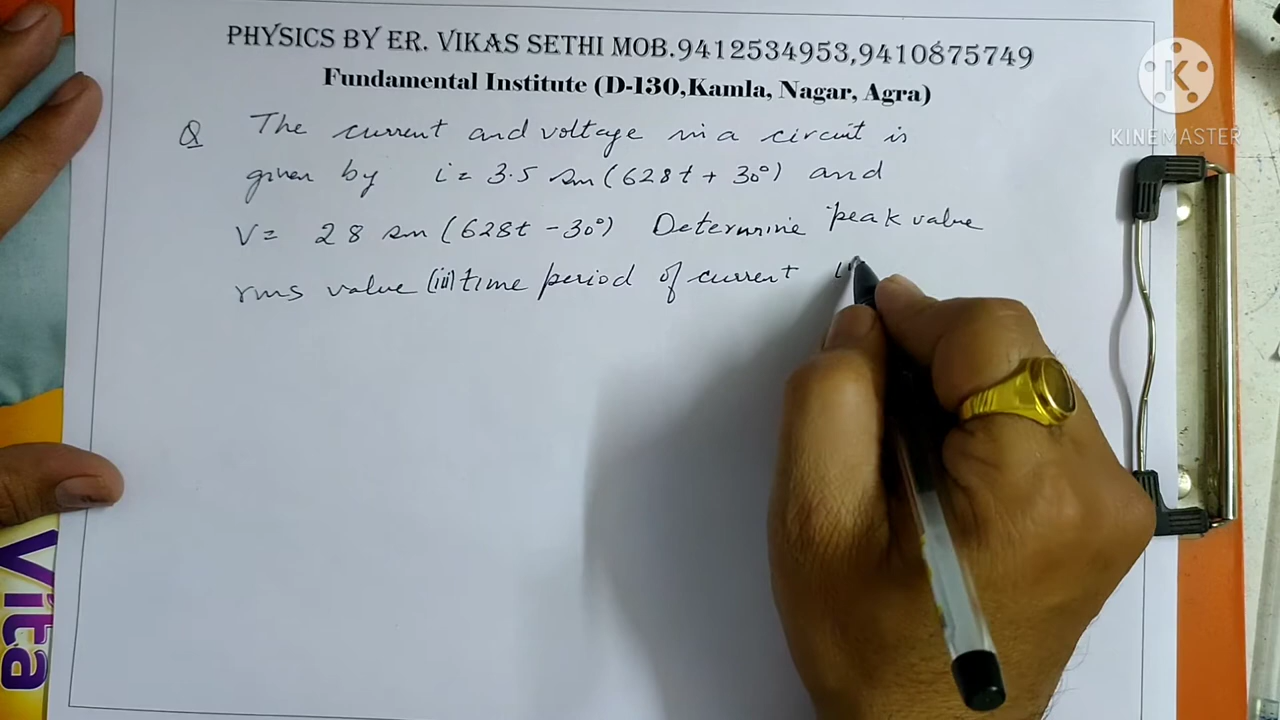 PHYSICS BY ER. VIKAS SETHI MOB.9412534953,9410875749
Fundamental Institute (D-130,Kamla, Nagar, Agra)
KINEMASTER
Q The current and voltage in a circuit is
given by i = 3.5 sin (628t + 30°) and
V = 28 sin (628t - 30°) Determine peak value
rms value (iii) time period of current
Vita